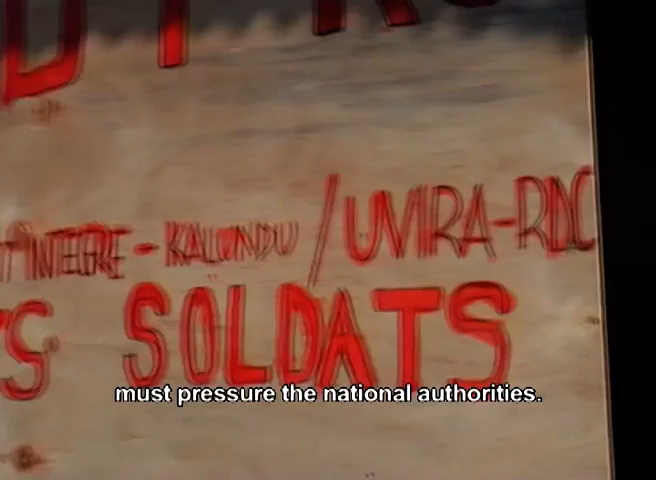 INTEGRE - KALUNDU / UVIRA-RDC
S SOLDATS
must pressure the national authorities.